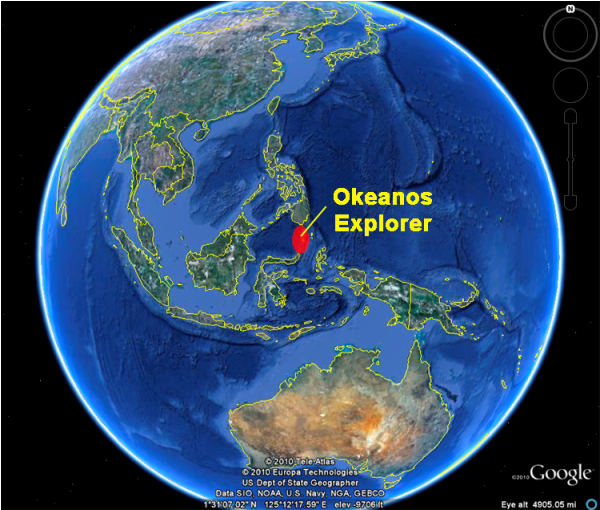 N
Okeanos
Explorer
© 2010 Tele Atlas
© 2010 Europa Technologies
US Dept of State Geographer
Data SIO, NOAA, U.S. Navy, NGA, GEBCO
©2010 Google
1°31'07.02" N 125°12'17.59" E elev -9706 ft
Eye alt 4905.05 mi